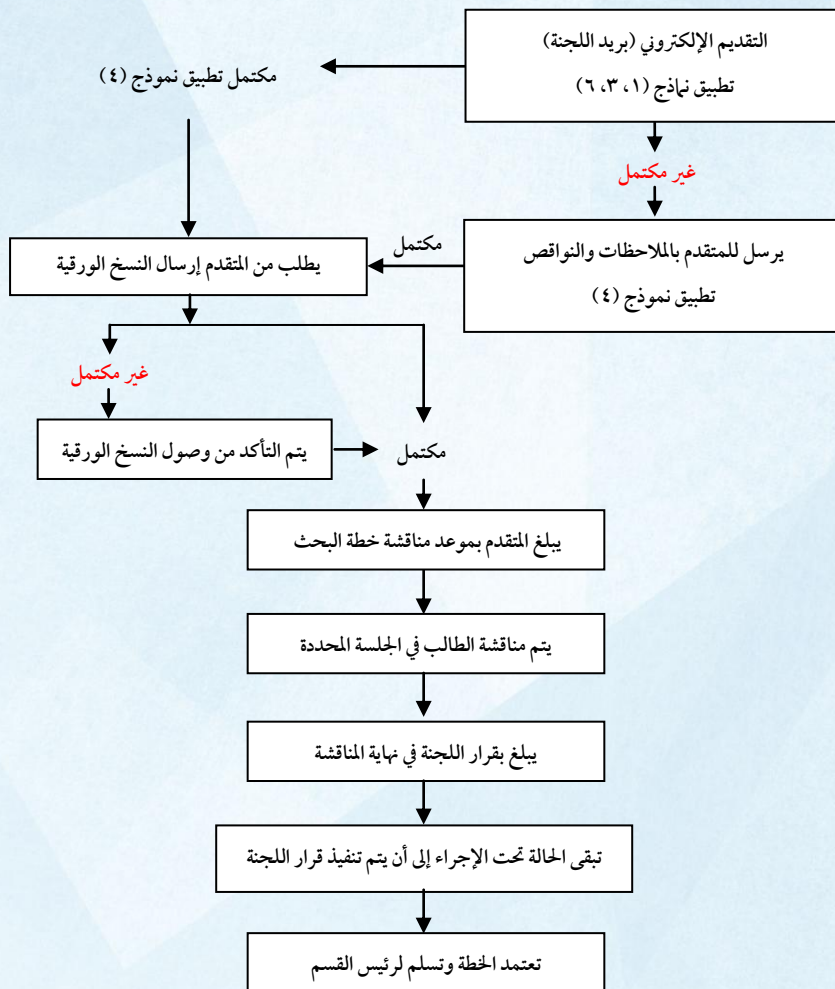 التقديم الإلكتروني (بريد اللجنة)
تطبيق نماذج (١، ٣، ٦)
مكتمل تطبيق نموذج (٤)
غير مكتمل
يرسل للمتقدم بالملاحظات والنواقص
تطبيق نموذج (٤)
مكتمل
يطلب من المتقدم إرسال النسخ الورقية
غير مكتمل
يتم التأكد من وصول النسخ الورقية
مكتمل
يبلغ المتقدم بموعد مناقشة خطة البحث
يتم مناقشة الطالب في الجلسة المحددة
يبلغ بقرار اللجنة في نهاية المناقشة
تبقى الحالة تحت الإجراء إلى أن يتم تنفيذ قرار اللجنة
تعتمد الخطة وتسلم لرئيس القسم